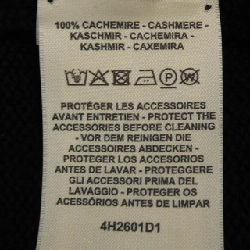 100% CACHEMIRE - CASHMERE -
KASCHMIR - CACHEMIRA -
KASHMIR - CAXEMIRA
PROTÉGER LES ACCESSOIRES
AVANT ENTRETIEN - PROTECT THE
ACCESSORIES BEFORE CLEANING
- VOR DEM REINIGEN DIE
ACCESSOIRES ABDECKEN -
PROTEGER LOS ACCESORIOS
ANTES DE LAVAR - PROTEGGERE
GLI ACCESSORI PRIMA DEL
LAVAGGIO - PROTEGER OS
ACESSÓRIOS ANTES DE LIMPAR
4H2601D1